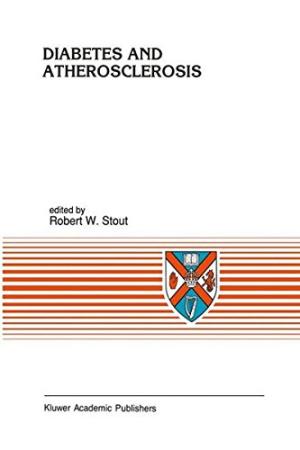 DIABETES AND
ATHEROSCLEROSIS
edited by
Robert W. Stout
Kluwer Academic Publishers